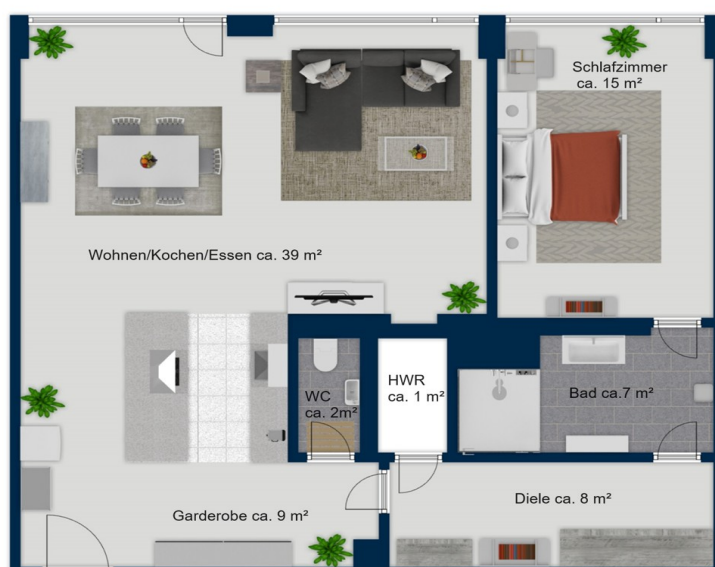 Schlafzimmer
ca. 15 m²
Wohnen/Kochen/Essen ca. 39 m²
WC
ca. 2m²
HWR
ca. 1 m²
Bad ca.7 m²
Garderobe ca. 9 m²
Diele ca. 8 m²